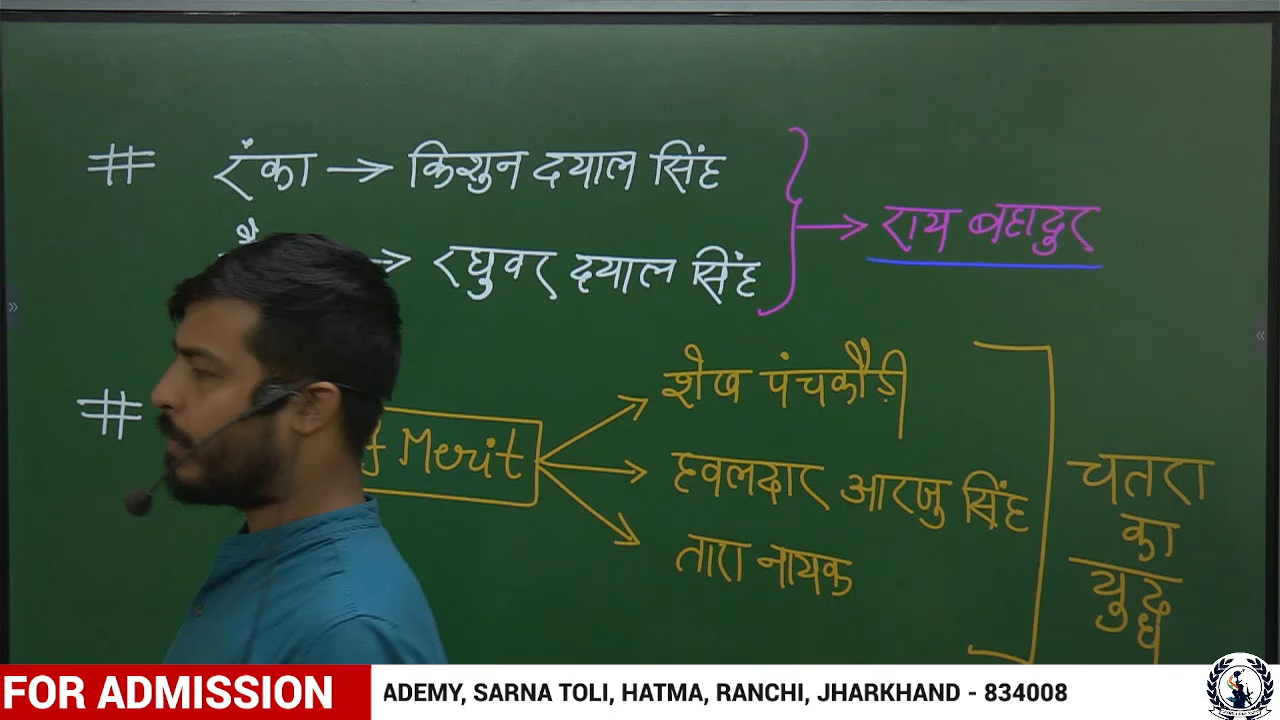 # रंका → किशुन दयाल सिंह
→ रघुवर दयाल सिंह
→ राय बहादुर
# Merit
शेख पंचकौड़ी
हवलदार आरजु सिंह
तारा नायक
चतरा
का
युद्ध
FOR ADMISSION
ADEMY, SARNA TOLI, HATMA, RANCHI, JHARKHAND - 834008